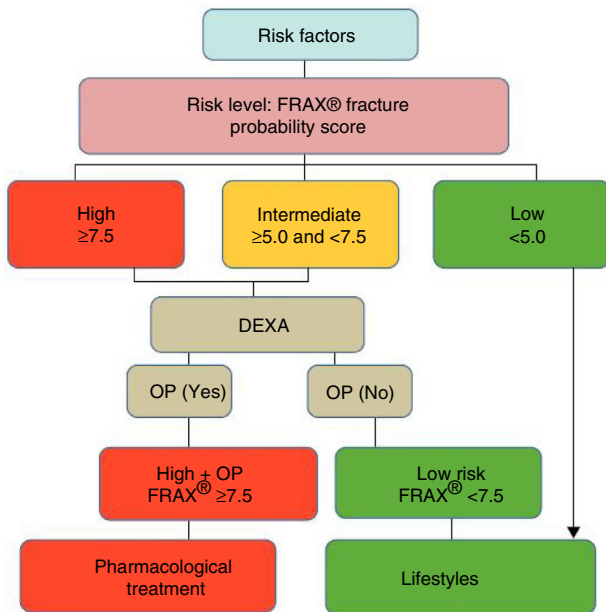 Risk factors
Risk level: FRAX® fracture
probability score
High
≥7.5
Intermediate
≥5.0 and <7.5
Low
<5.0
DEXA
OP (Yes)
OP (No)
High + OP
FRAX® ≥7.5
Low risk
FRAX® <7.5
Pharmacological
treatment
Lifestyles